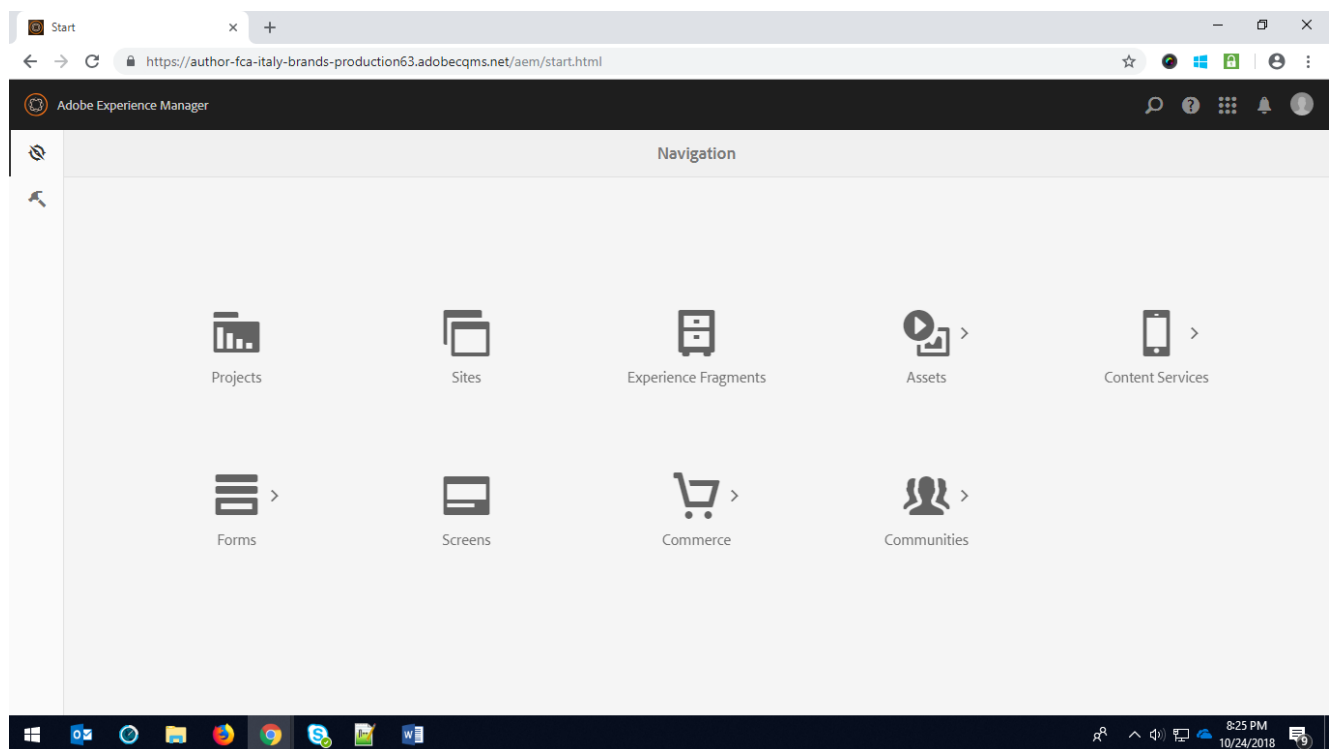 Start
https://author-fca-italy-brands-production63.adobecqms.net/aem/start.html
Adobe Experience Manager
Navigation
Projects Sites Experience Fragments Assets Content Services
Forms Screens Commerce Communities
8:25 PM
10/24/2018
9